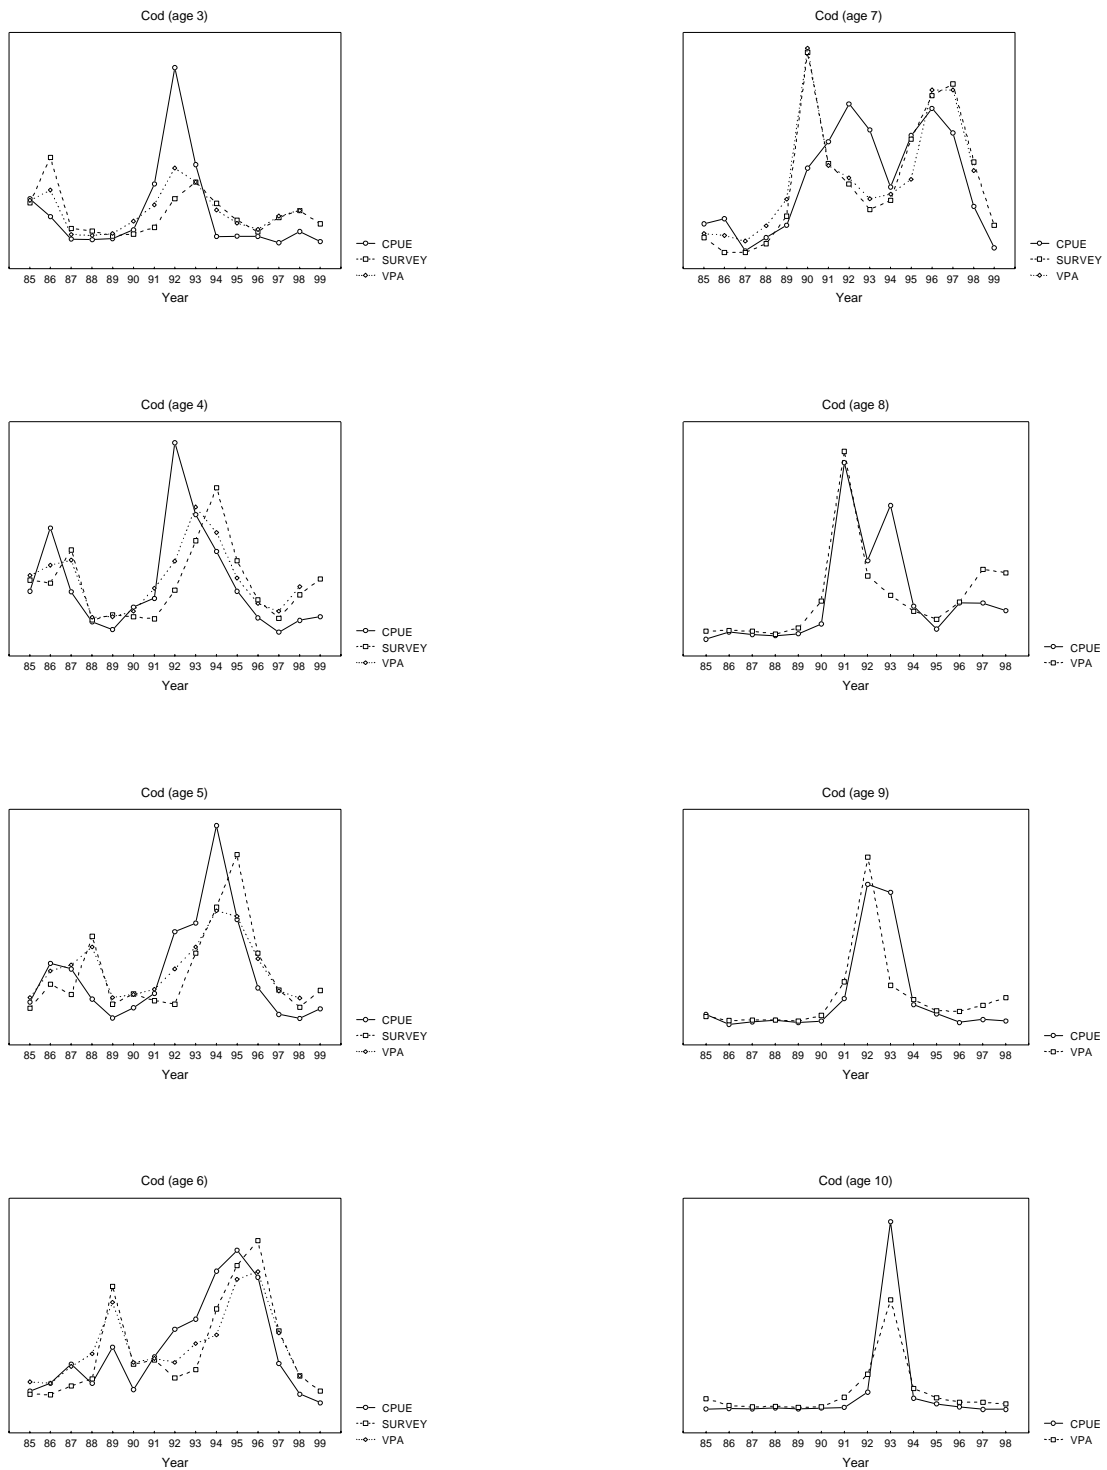 Cod (age 3)
CPUE
SURVEY
VPA
85 86 87 88 89 90 91 92 93 94 95 96 97 98 99
Year
Cod (age 7)
CPUE
SURVEY
VPA
85 86 87 88 89 90 91 92 93 94 95 96 97 98 99
Year
Cod (age 4)
CPUE
SURVEY
VPA
85 86 87 88 89 90 91 92 93 94 95 96 97 98 99
Year
Cod (age 8)
CPUE
VPA
85 86 87 88 89 90 91 92 93 94 95 96 97 98
Year
Cod (age 5)
CPUE
SURVEY
VPA
85 86 87 88 89 90 91 92 93 94 95 96 97 98 99
Year
Cod (age 9)
CPUE
VPA
85 86 87 88 89 90 91 92 93 94 95 96 97 98
Year
Cod (age 6)
CPUE
SURVEY
VPA
85 86 87 88 89 90 91 92 93 94 95 96 97 98 99
Year
Cod (age 10)
CPUE
VPA
85 86 87 88 89 90 91 92 93 94 95 96 97 98
Year